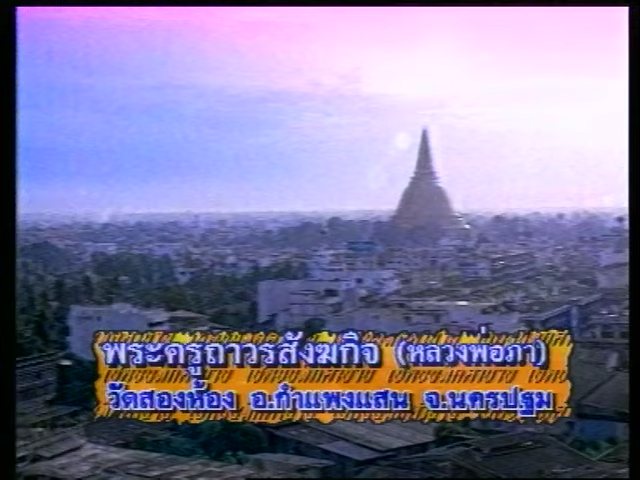 พระครูถาวรสังฆกิจ (หลวงพ่อภา)
วัดสองห้อง อ.กำแพงแสน จ.นครปฐม